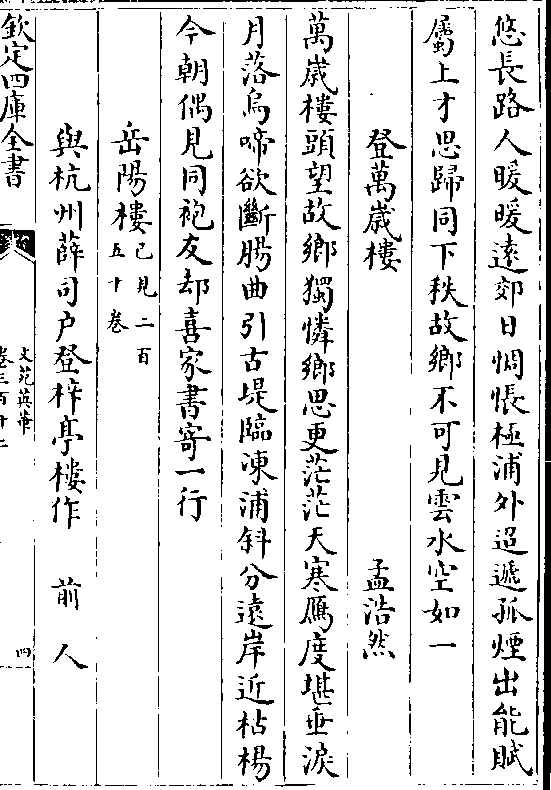 悠長路人暖暖遠郊日惆悵極浦外迢遞孤煙出能賦
屬上才思歸同下秩故鄉不可見雲水空如一
登萬歲樓 孟浩然
萬歲樓頭望故鄉獨憐鄉思更茫茫天寒鴈度堪垂淚
月落烏啼欲斷腸曲引古堤臨凍浦斜分遠岸近枯楊
今朝偶見同袍友却喜家書寄一行
岳陽樓已見二百五十卷
與杭州薛司户登梓亭樓作 前人
欽定四庫全書
文苑英華
卷三百十二
四